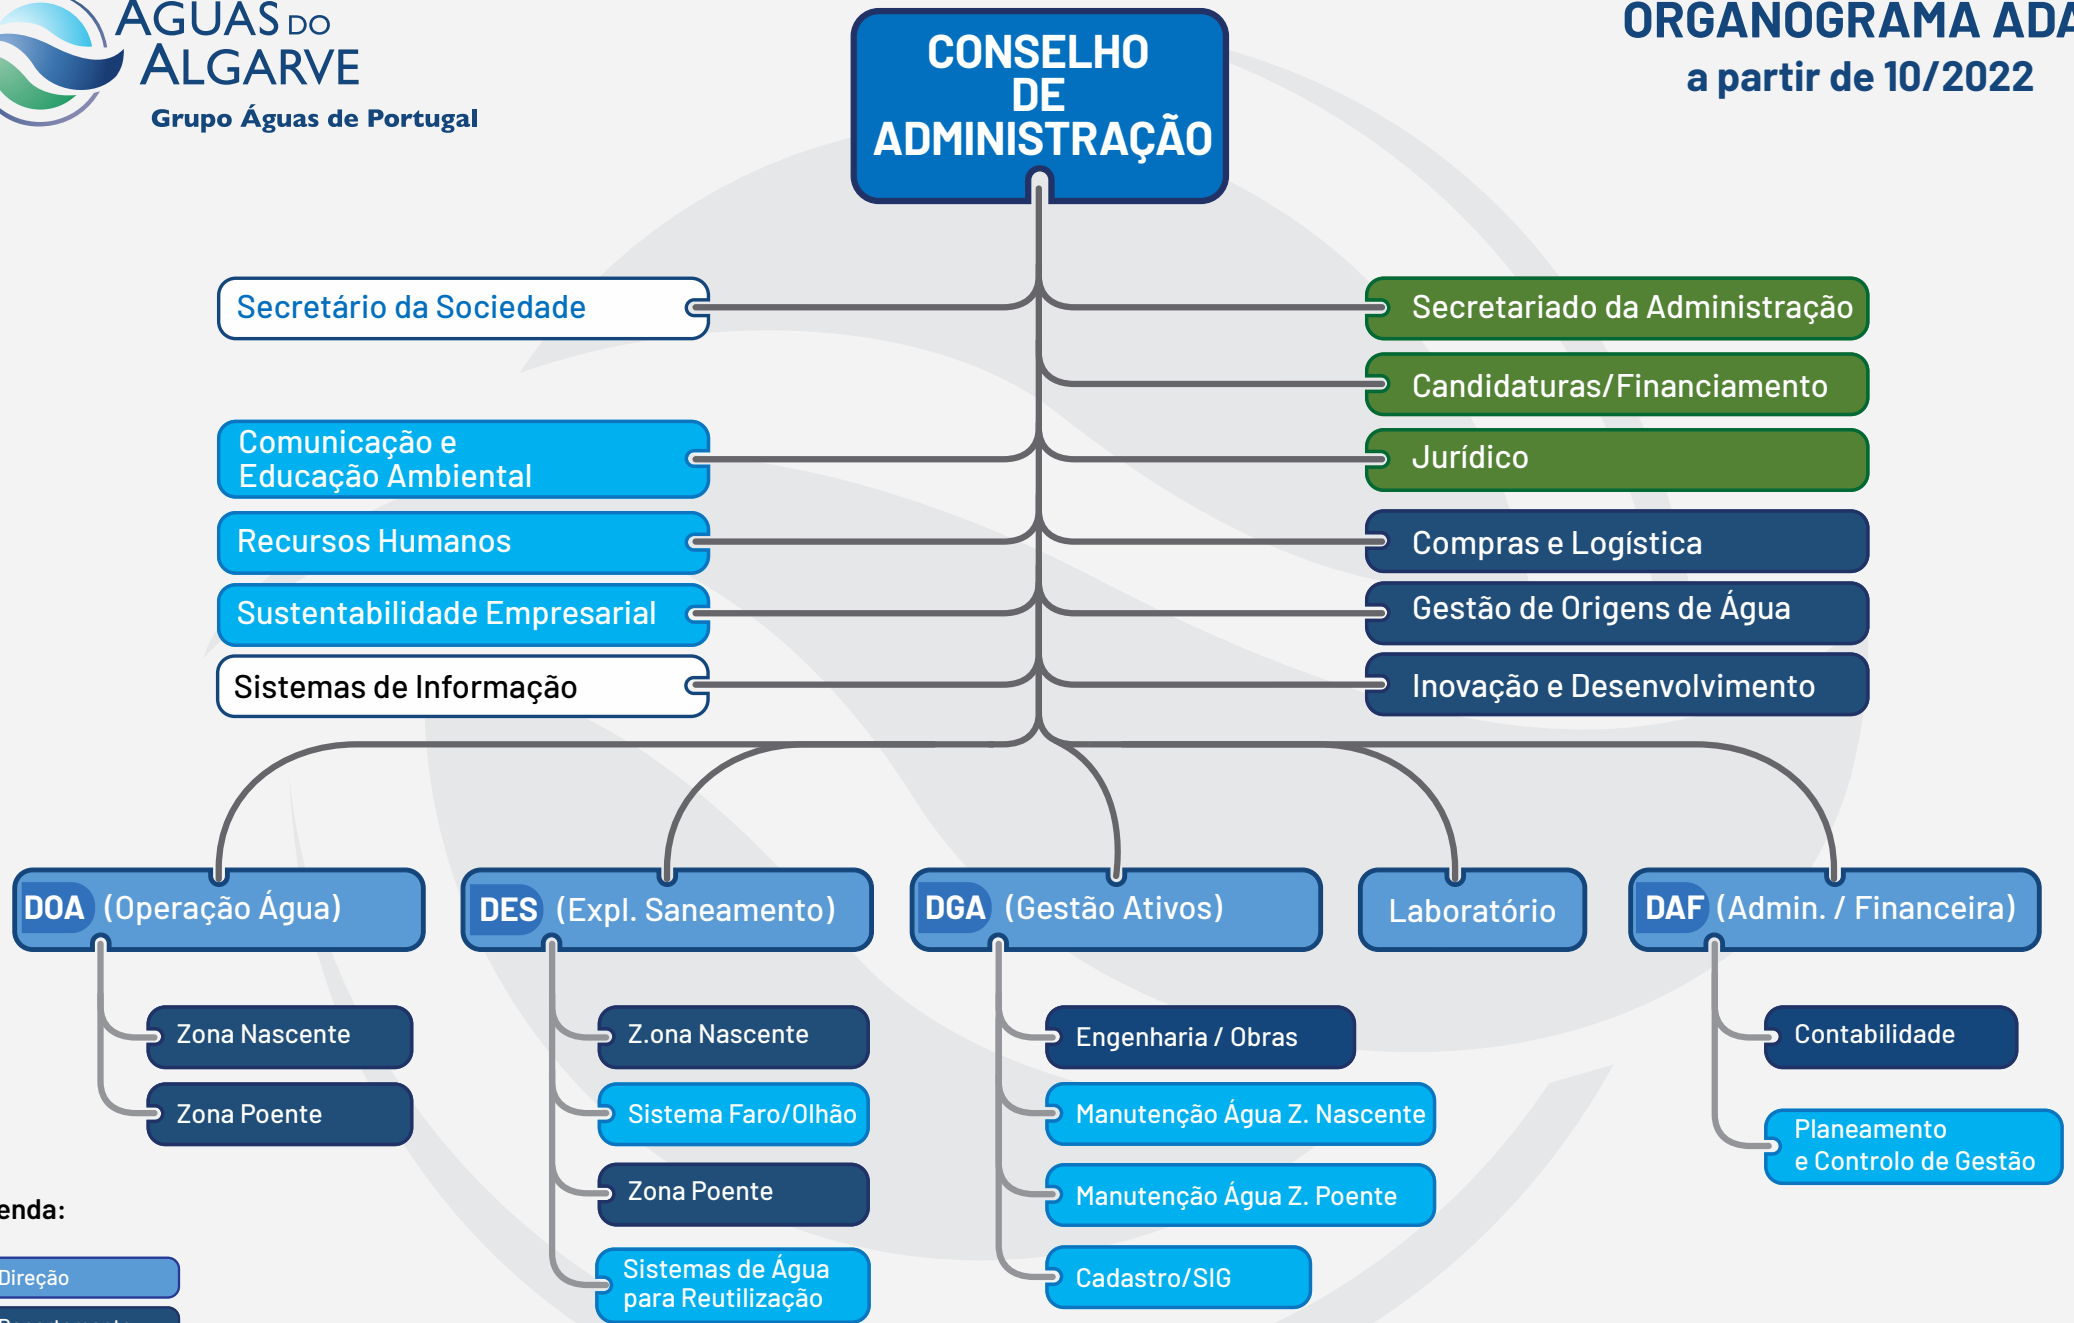 ÁGUAS DO
ALGARVE
Grupo Águas de Portugal
ORGANOGRAMA ADA
a partir de 10/2022
CONSELHO
DE
ADMINISTRAÇÃO
Secretário da Sociedade
Secretariado da Administração
Candidaturas/Financiamento
Comunicação e
Educação Ambiental
Jurídico
Recursos Humanos
Compras e Logística
Sustentabilidade Empresarial
Gestão de Origens de Água
Sistemas de Informação
Inovação e Desenvolvimento
DOA (Operação Água)
DES (Expl. Saneamento)
DGA (Gestão Ativos)
Laboratório
DAF (Admin. / Financeira)
Zona Nascente
Zona Poente
Z.ona Nascente
Sistema Faro/Olhão
Zona Poente
Sistemas de Água
para Reutilização
Engenharia / Obras
Manutenção Água Z. Nascente
Manutenção Água Z. Poente
Cadastro/SIG
Contabilidade
Planeamento
e Controlo de Gestão
enda:
Direção